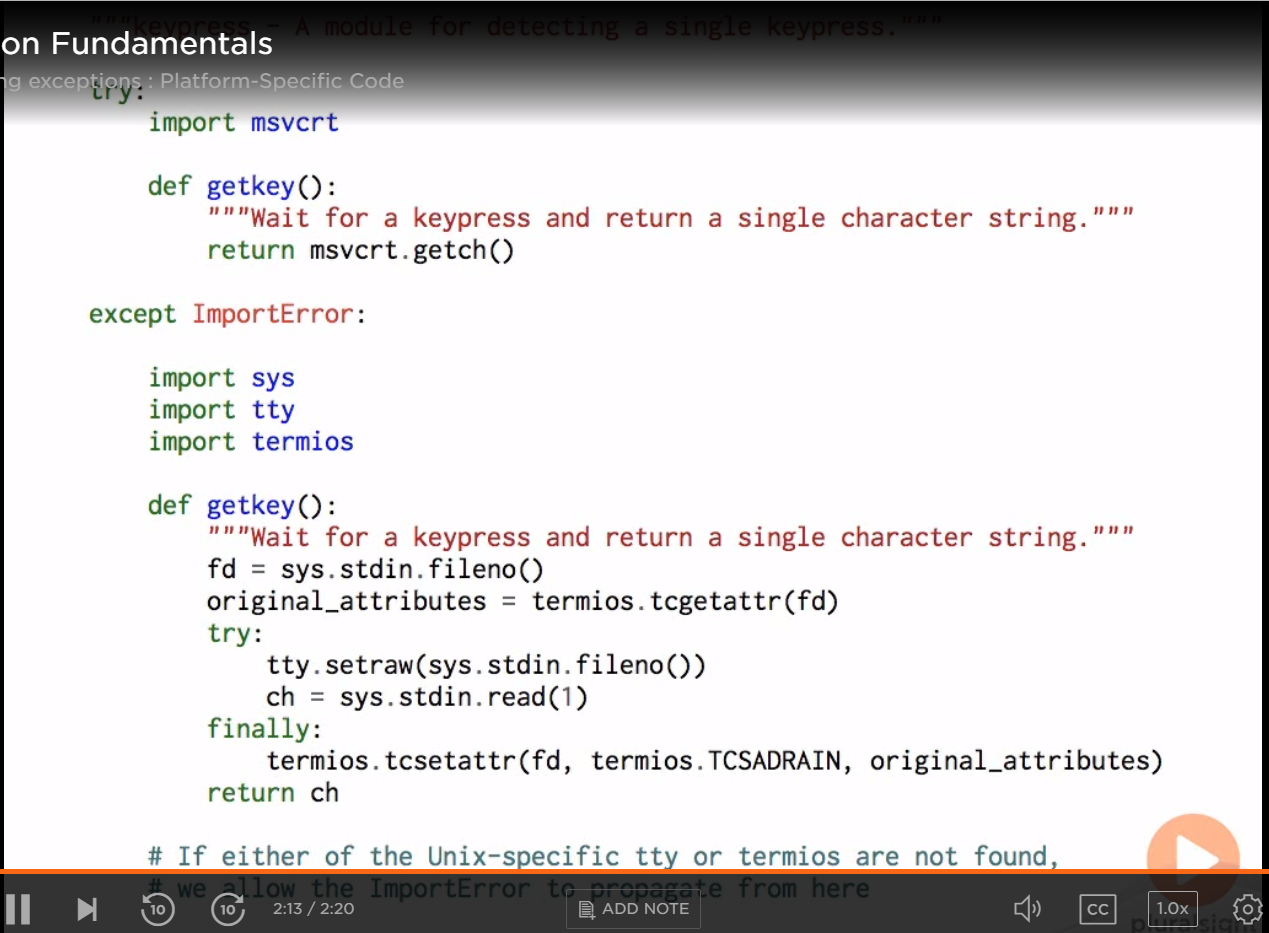 """keypress - A module for detecting a single keypress."""
on Fundamentals
ng exceptions : Platform-Specific Code
try:
import msvcrt
def getkey():
"""Wait for a keypress and return a single character string."""
return msvcrt.getch()
except ImportError:
import sys
import tty
import termios
def getkey():
"""Wait for a keypress and return a single character string."""
fd = sys.stdin.fileno()
original_attributes = termios.tcgetattr(fd)
try:
tty.setraw(sys.stdin.fileno())
ch = sys.stdin.read(1)
finally:
termios.tcsetattr(fd, termios.TCSADRAIN, original_attributes)
return ch
# If either of the Unix-specific tty or termios are not found,
# we allow the ImportError to propagate from here
10 10 2:13 / 2:20 ADD NOTE CC 1.0x
pluralsight